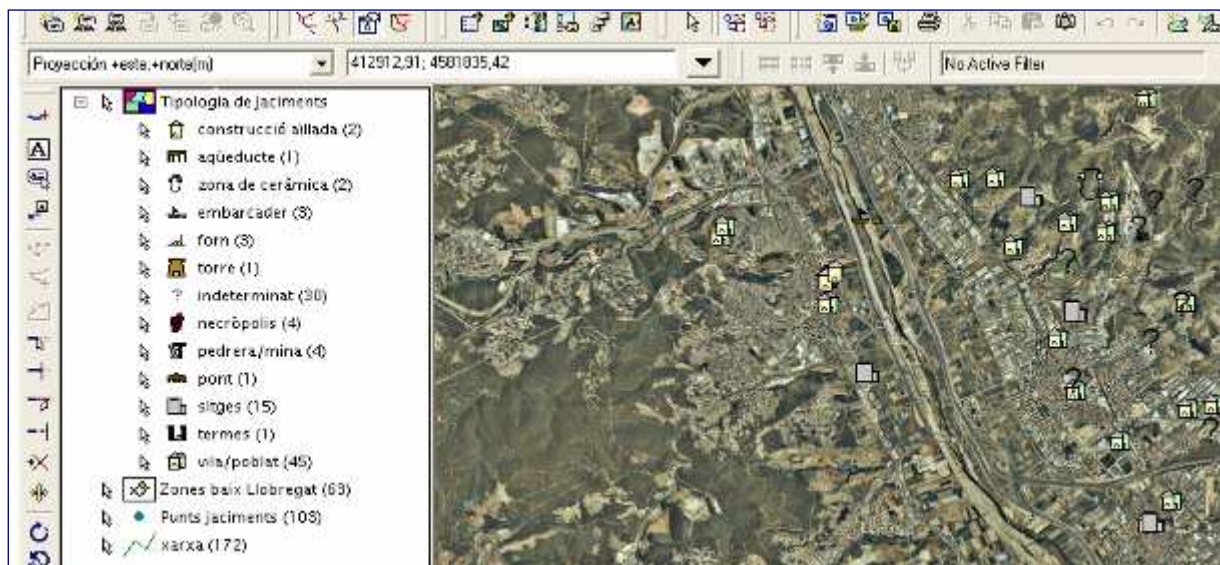 Proyección +este;+norte(m)
412912,91; 4581835,42
No Active Filter
Tipologia de jaciments
construcció aïllada (2)
aqüeducte (1)
zona de ceràmica (2)
embarcader (3)
forn (3)
torre (1)
? indeterminat (30)
necròpolis (4)
pedrera/mina (4)
pont (1)
sitges (15)
termes (1)
vila/poblat (45)
Zones baix Llobregat (63)
Punts jaciments (108)
xarxa (172)
A